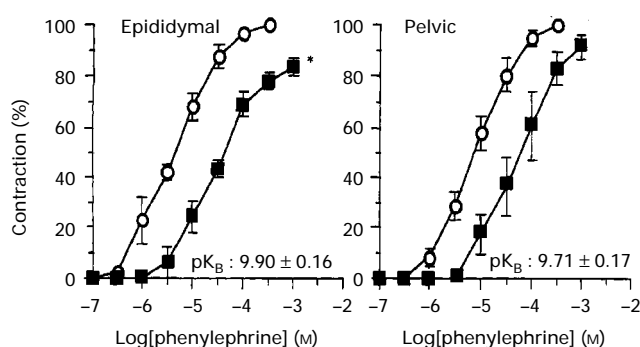 Epididymal
Pelvic
Contraction (%)
100
80
60
40
20
0
100
80
60
40
20
0
*
pK_B : 9.90 ± 0.16
pK_B : 9.71 ± 0.17
−7 −6 −5 −4 −3 −2
−7 −6 −5 −4 −3 −2
Log[phenylephrine] (M)
Log[phenylephrine] (M)